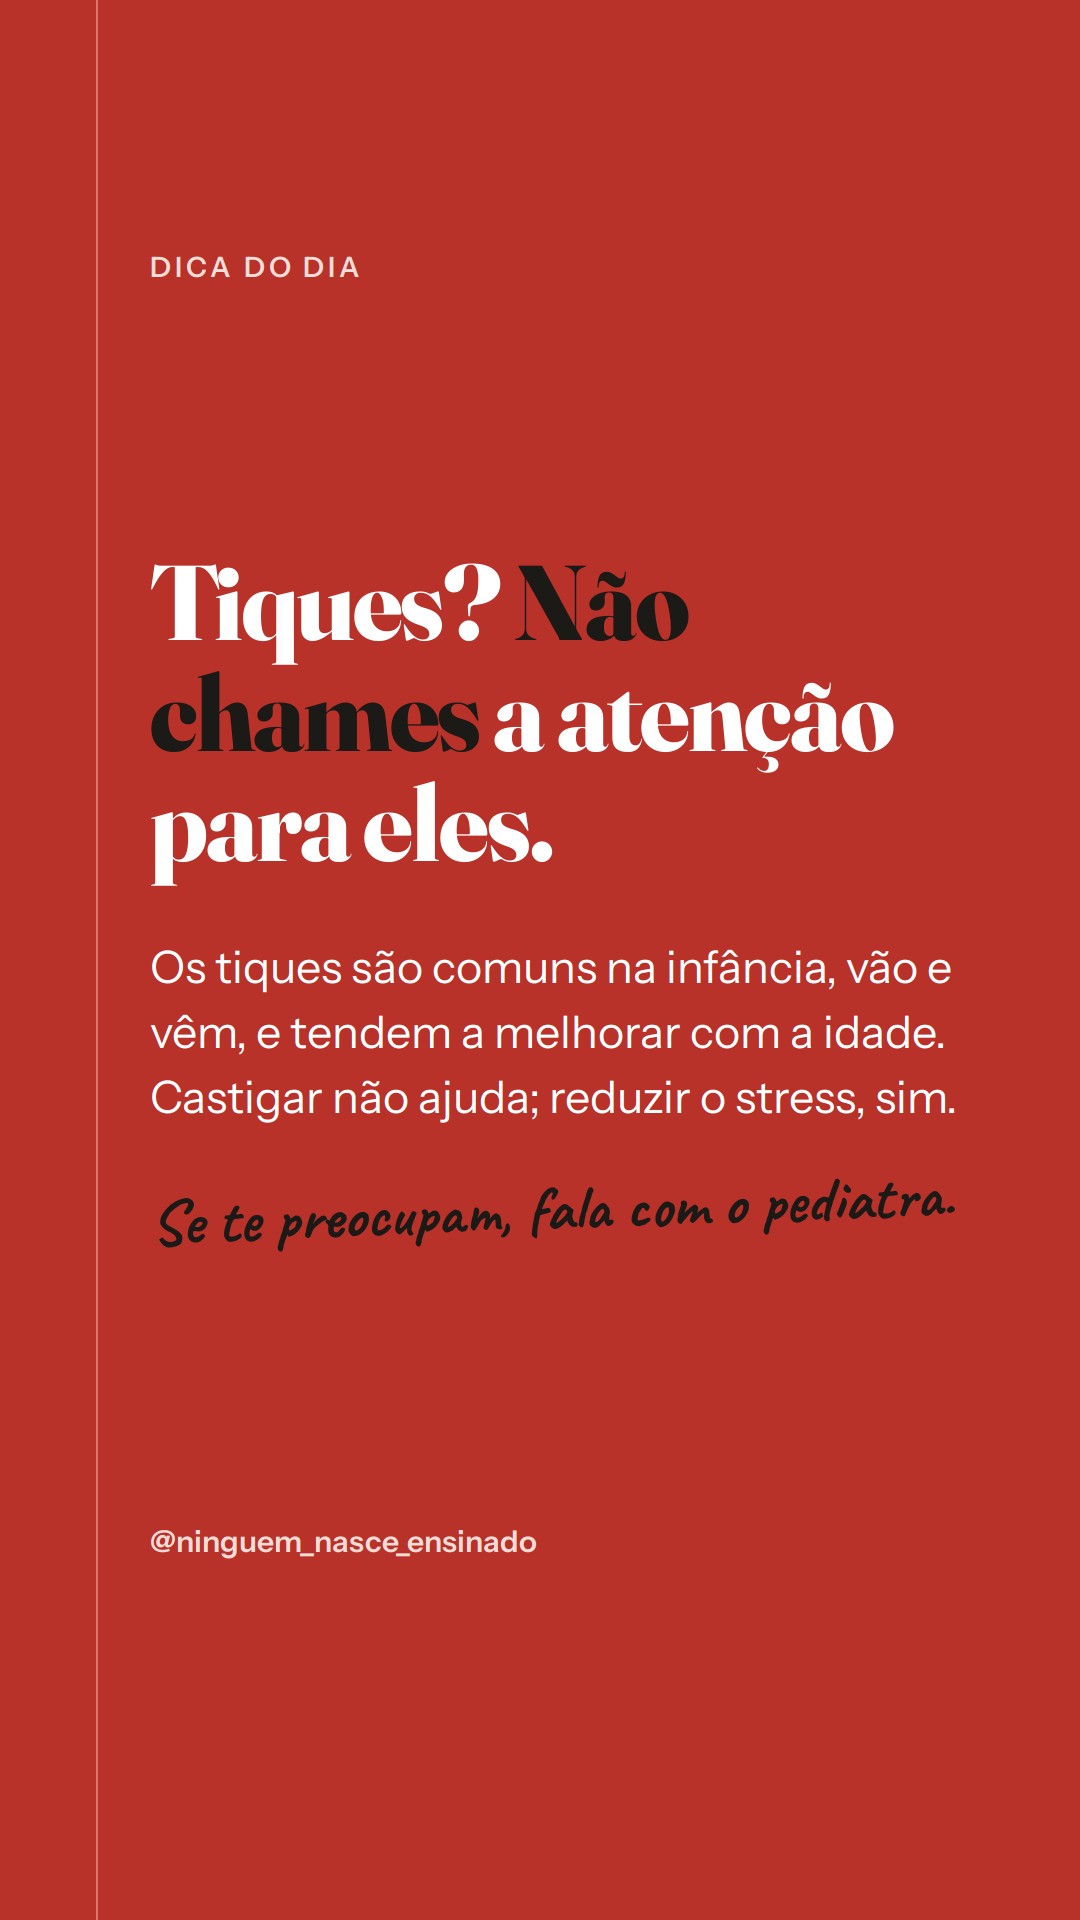 DICA DO DIA
Tiques? Não
chames a atenção
para eles.
Os tiques são comuns na infância, vão e
vêm, e tendem a melhorar com a idade.
Castigar não ajuda; reduzir o stress, sim.
Se te preocupam, fala com o pediatra.
@ninguem_nasce_ensinado